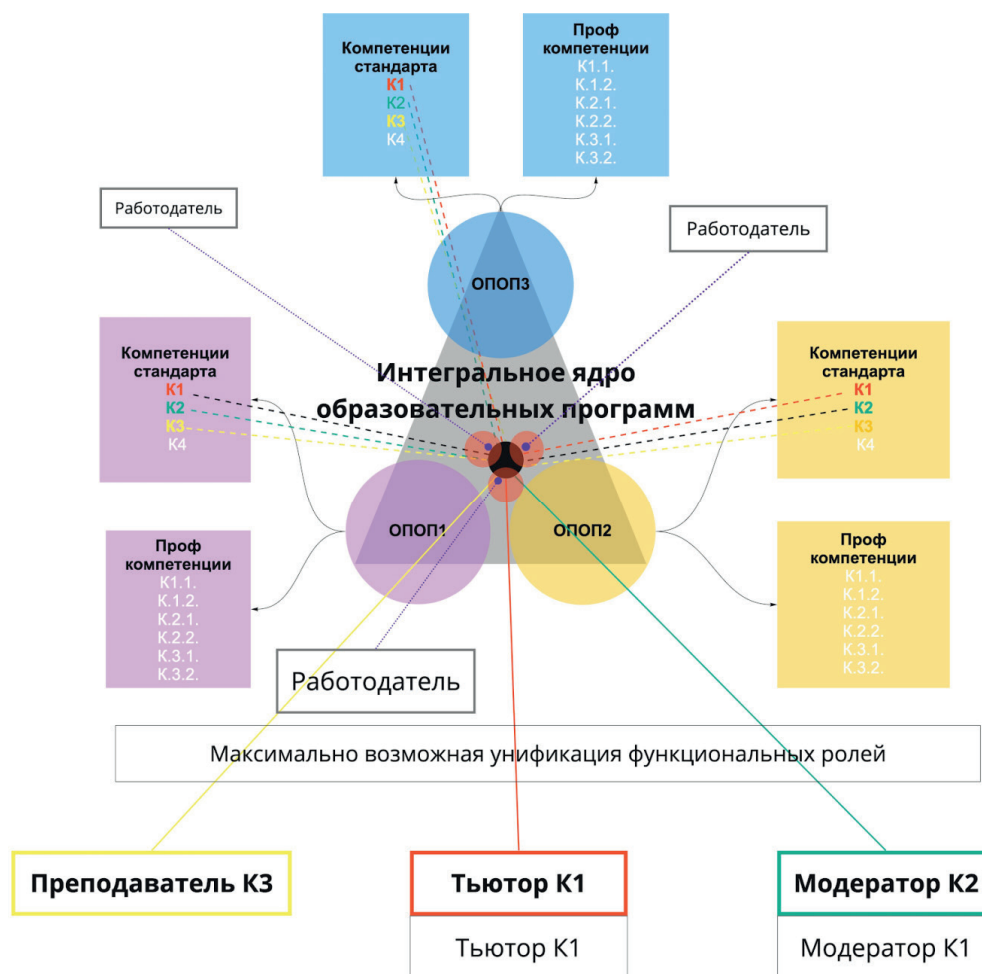 Компетенции
стандарта
К1
К2
К3
К4
Проф
компетенции
К1.1.
К.1.2.
К.2.1.
К.2.2.
К.3.1.
К.3.2.
Работодатель
Работодатель
ОПОП3
Компетенции
стандарта
К1
К2
К3
К4
Интегральное ядро
образовательных программ
Компетенции
стандарта
К1
К2
К3
К4
ОПОП1
ОПОП2
Проф
компетенции
К1.1.
К.1.2.
К.2.1.
К.2.2.
К.3.1.
К.3.2.
Проф
компетенции
К1.1.
К.1.2.
К.2.1.
К.2.2.
К.3.1.
К.3.2.
Работодатель
Максимально возможная унификация функциональных ролей
Преподаватель К3
Тьютор К1
Модератор К2
Тьютор К1
Модератор К1